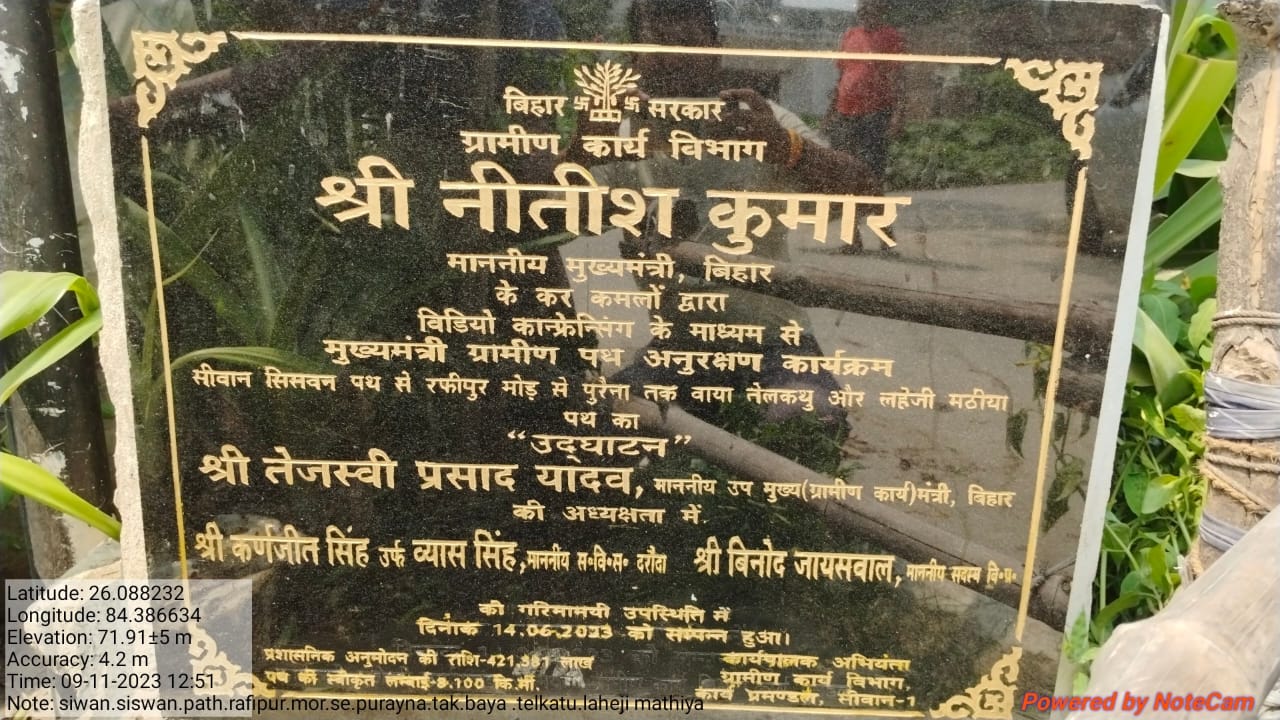 बिहार 卐 卐 सरकार
ग्रामीण कार्य विभाग
श्री नीतीश कुमार
माननीय मुख्यमंत्री, बिहार
के कर कमलों द्वारा
विडियो कान्फ्रेन्सिंग के माध्यम से
मुख्यमंत्री ग्रामीण पथ अनुरक्षण कार्यक्रम
सीवान सिसवन पथ से रफीपुर मोड़ से पुरैना तक वाया तेलकथु और लहेजी मठीया
पथ का
“उद्घाटन”
श्री तेजस्वी प्रसाद यादव, माननीय उप मुख्य(ग्रामीण कार्य)मंत्री, बिहार
की अध्यक्षता में,
श्री कर्णजीत सिंह उर्फ व्यास सिंह, माननीय स॰वि॰स॰ दरौंदा श्री बिनोद जायसवाल, माननीय सदस्य वि॰प॰
की गरिमामयी उपस्थिति में
दिनांक 14.06.2023 को सम्पन्न हुआ।
प्रशासनिक अनुमोदन की राशि-421.381 लाख
पथ की स्वीकृत लम्बाई-8.100 कि.मी.
कार्यपालक अभियंता
ग्रामीण कार्य विभाग,
कार्य प्रमण्डल, सीवान-1
Latitude: 26.088232
Longitude: 84.386634
Elevation: 71.91±5 m
Accuracy: 4.2 m
Time: 09-11-2023 12:51
Note: siwan.siswan.path.rafipur.mor.se.purayna.tak.baya .telkatu.laheji mathiya
Powered by NoteCam